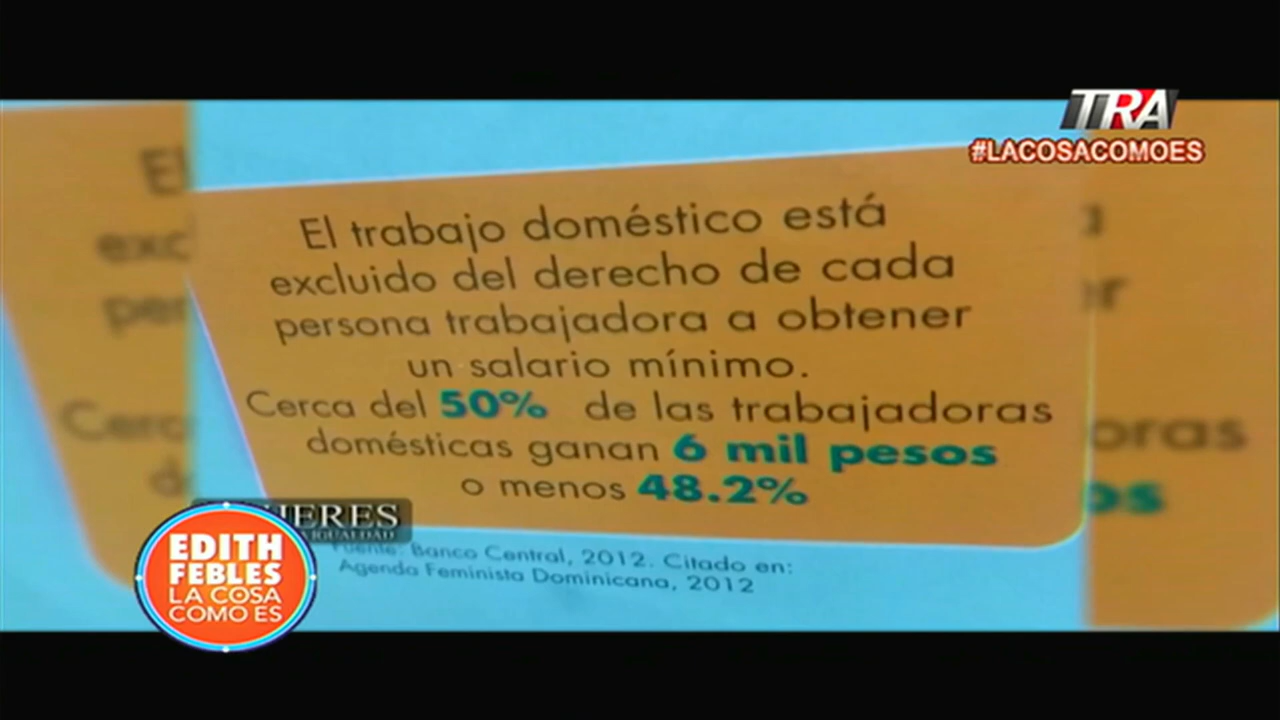 TRA
#LACOSACOMOES
El trabajo doméstico está
excluido del derecho de cada
persona trabajadora a obtener
un salario mínimo.
Cerca del 50% de las trabajadoras
domésticas ganan 6 mil pesos
o menos 48.2%
Fuente: Banco Central, 2012. Citado en:
Agenda Feminista Dominicana, 2012
IGUALDAD
EDITH
FEBLES
LA COSA
COMO ES